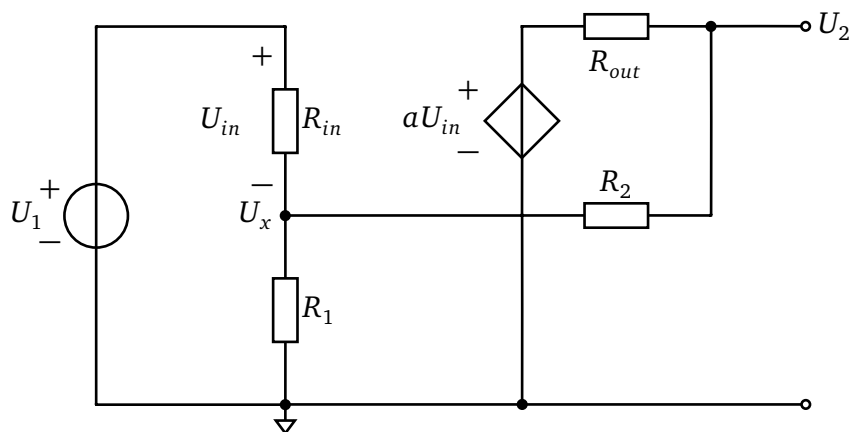 U_2
+
R_out
U_in R_in
aU_in
+
−
−
R_2
U_x
U_1
+
−
R_1